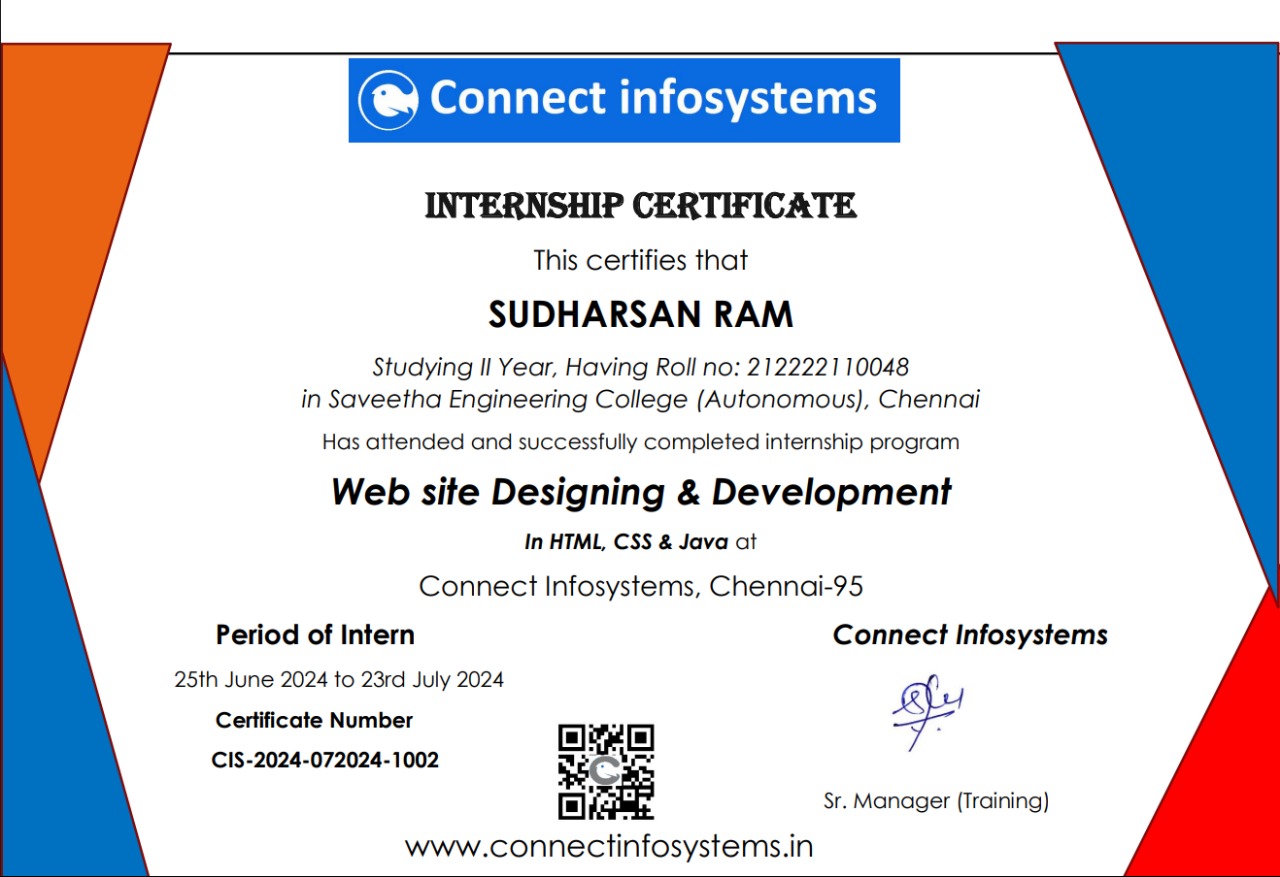 Connect infosystems
INTERNSHIP CERTIFICATE
This certifies that
SUDHARSAN RAM
Studying II Year, Having Roll no: 212222110048
in Saveetha Engineering College (Autonomous), Chennai
Has attended and successfully completed internship program
Web site Designing & Development
In HTML, CSS & Java at
Connect Infosystems, Chennai-95
Period of Intern
25th June 2024 to 23rd July 2024
Certificate Number
CIS-2024-072024-1002
Connect Infosystems
Sr. Manager (Training)
www.connectinfosystems.in